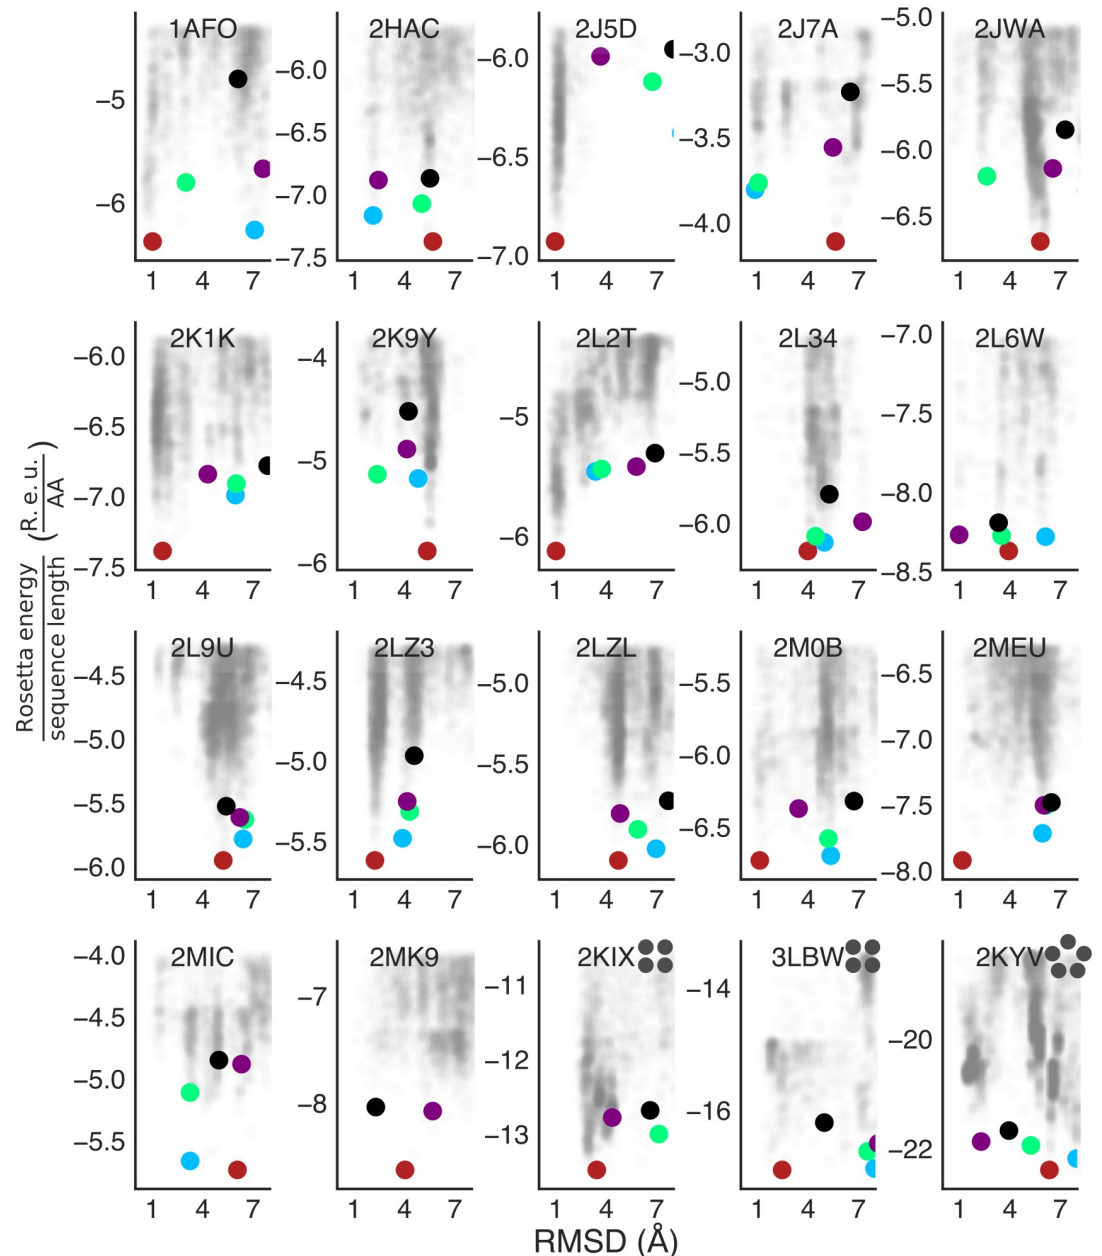 1AFO 2HAC 2J5D 2J7A 2JWA
−5 −6
−6.0 −6.5 −7.0 −7.5
−6.0 −6.5 −7.0
−3.0 −3.5 −4.0
−5.0 −5.5 −6.0 −6.5
1 4 7 1 4 7 1 4 7 1 4 7 1 4 7
2K1K 2K9Y 2L2T 2L34 2L6W
−6.0 −6.5 −7.0 −7.5
−4 −5 −6
−5 −6
−5.0 −5.5 −6.0
−7.0 −7.5 −8.0 −8.5
1 4 7 1 4 7 1 4 7 1 4 7 1 4 7
Rosetta energy
sequence length
(R. e. u.
AA)
2L9U 2LZ3 2LZL 2M0B 2MEU
−4.5 −5.0 −5.5 −6.0
−4.5 −5.0 −5.5
−5.0 −5.5 −6.0
−5.5 −6.0 −6.5
−6.5 −7.0 −7.5 −8.0
1 4 7 1 4 7 1 4 7 1 4 7 1 4 7
2MIC 2MK9 2KIX 3LBW 2KYV
−4.0 −4.5 −5.0 −5.5
−7 −8
−11 −12 −13
−14 −16
−20 −22
1 4 7 1 4 7 1 4 7 1 4 7 1 4 7
RMSD (Å)